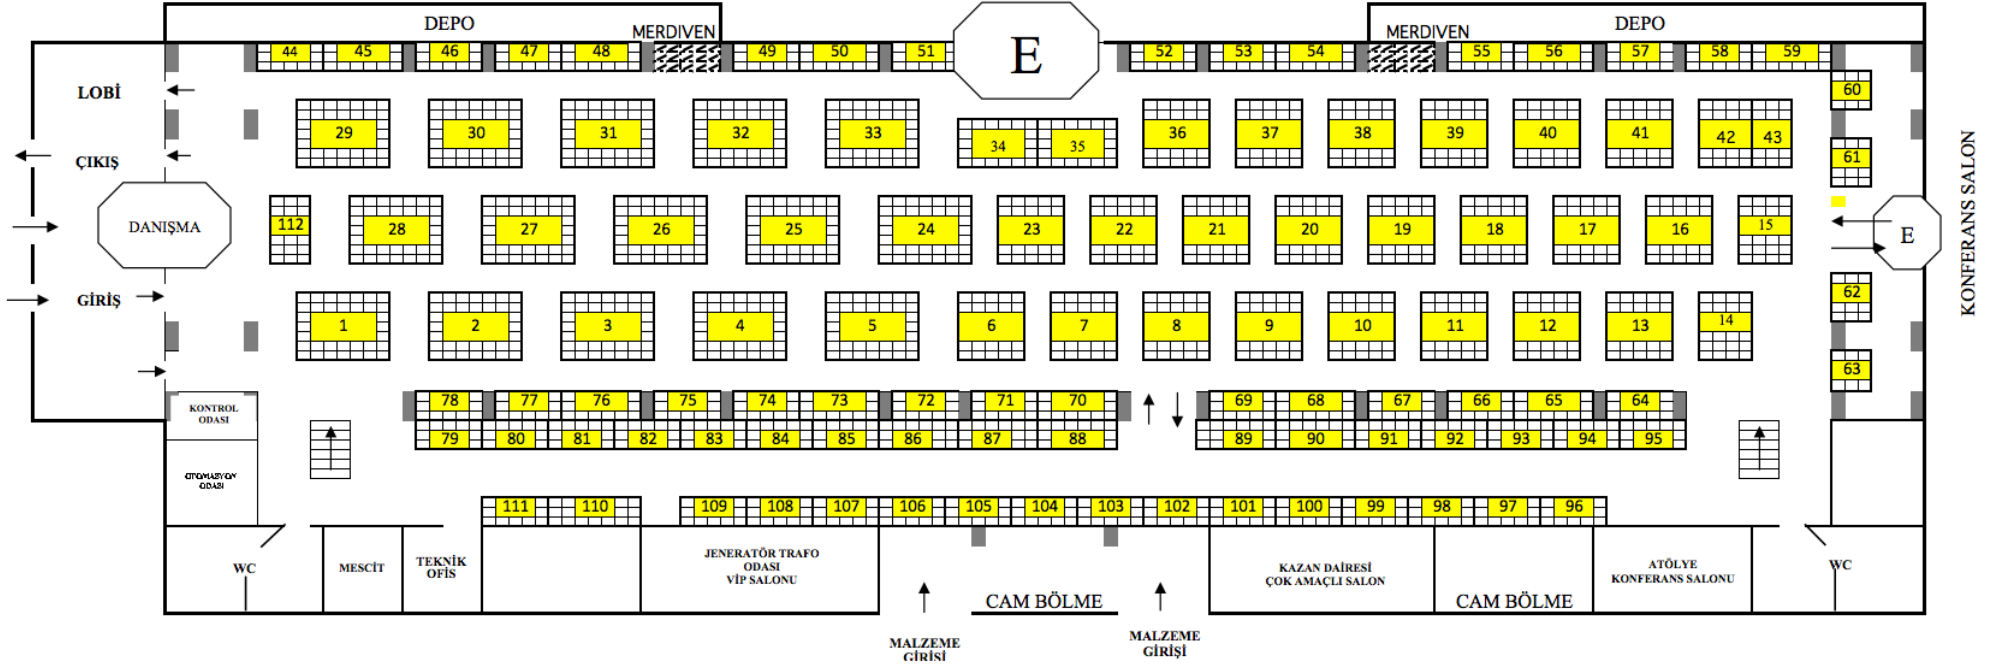 DEPO
DEPO
MERDIVEN
MERDIVEN
44 45 46 47 48 49 50 51 E 52 53 54 55 56 57 58 59
LOBİ
60
29 30 31 32 33 34 35 36 37 38 39 40 41 42 43
ÇIKIŞ
61
DANIŞMA
112 28 27 26 25 24 23 22 21 20 19 18 17 16 15
E
KONFERANS SALON
GİRİŞ
62
1 2 3 4 5 6 7 8 9 10 11 12 13 14
63
KONTROL
ODASI
78 77 76 75 74 73 72 71 70 69 68 67 66 65 64
79 80 81 82 83 84 85 86 87 88 89 90 91 92 93 94 95
OTOMASYON
ODASI
111 110 109 108 107 106 105 104 103 102 101 100 99 98 97 96
WC
MESCİT
TEKNİK
OFİS
JENERATÖR TRAFO
ODASI
VİP SALONU
CAM BÖLME
KAZAN DAİRESİ
ÇOK AMAÇLI SALON
CAM BÖLME
ATÖLYE
KONFERANS SALONU
WC
MALZEME
GİRİŞİ
MALZEME
GİRİŞİ